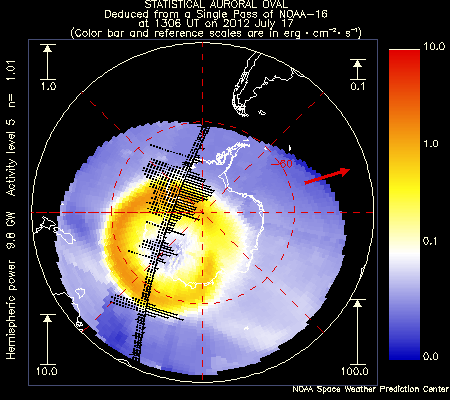 STATISTICAL AURORAL OVAL
Deduced from a Single Pass of NOAA-16
at 1306 UT on 2012 July 17
(Color bar and reference scales are in erg · cm⁻² · s⁻¹)
Hemispheric power 9.8 GW Activity level 5 n= 1.01
1.0
0.1
-60
10.0
100.0
10.0
1.0
0.1
0.0
NOAA Space Weather Prediction Center